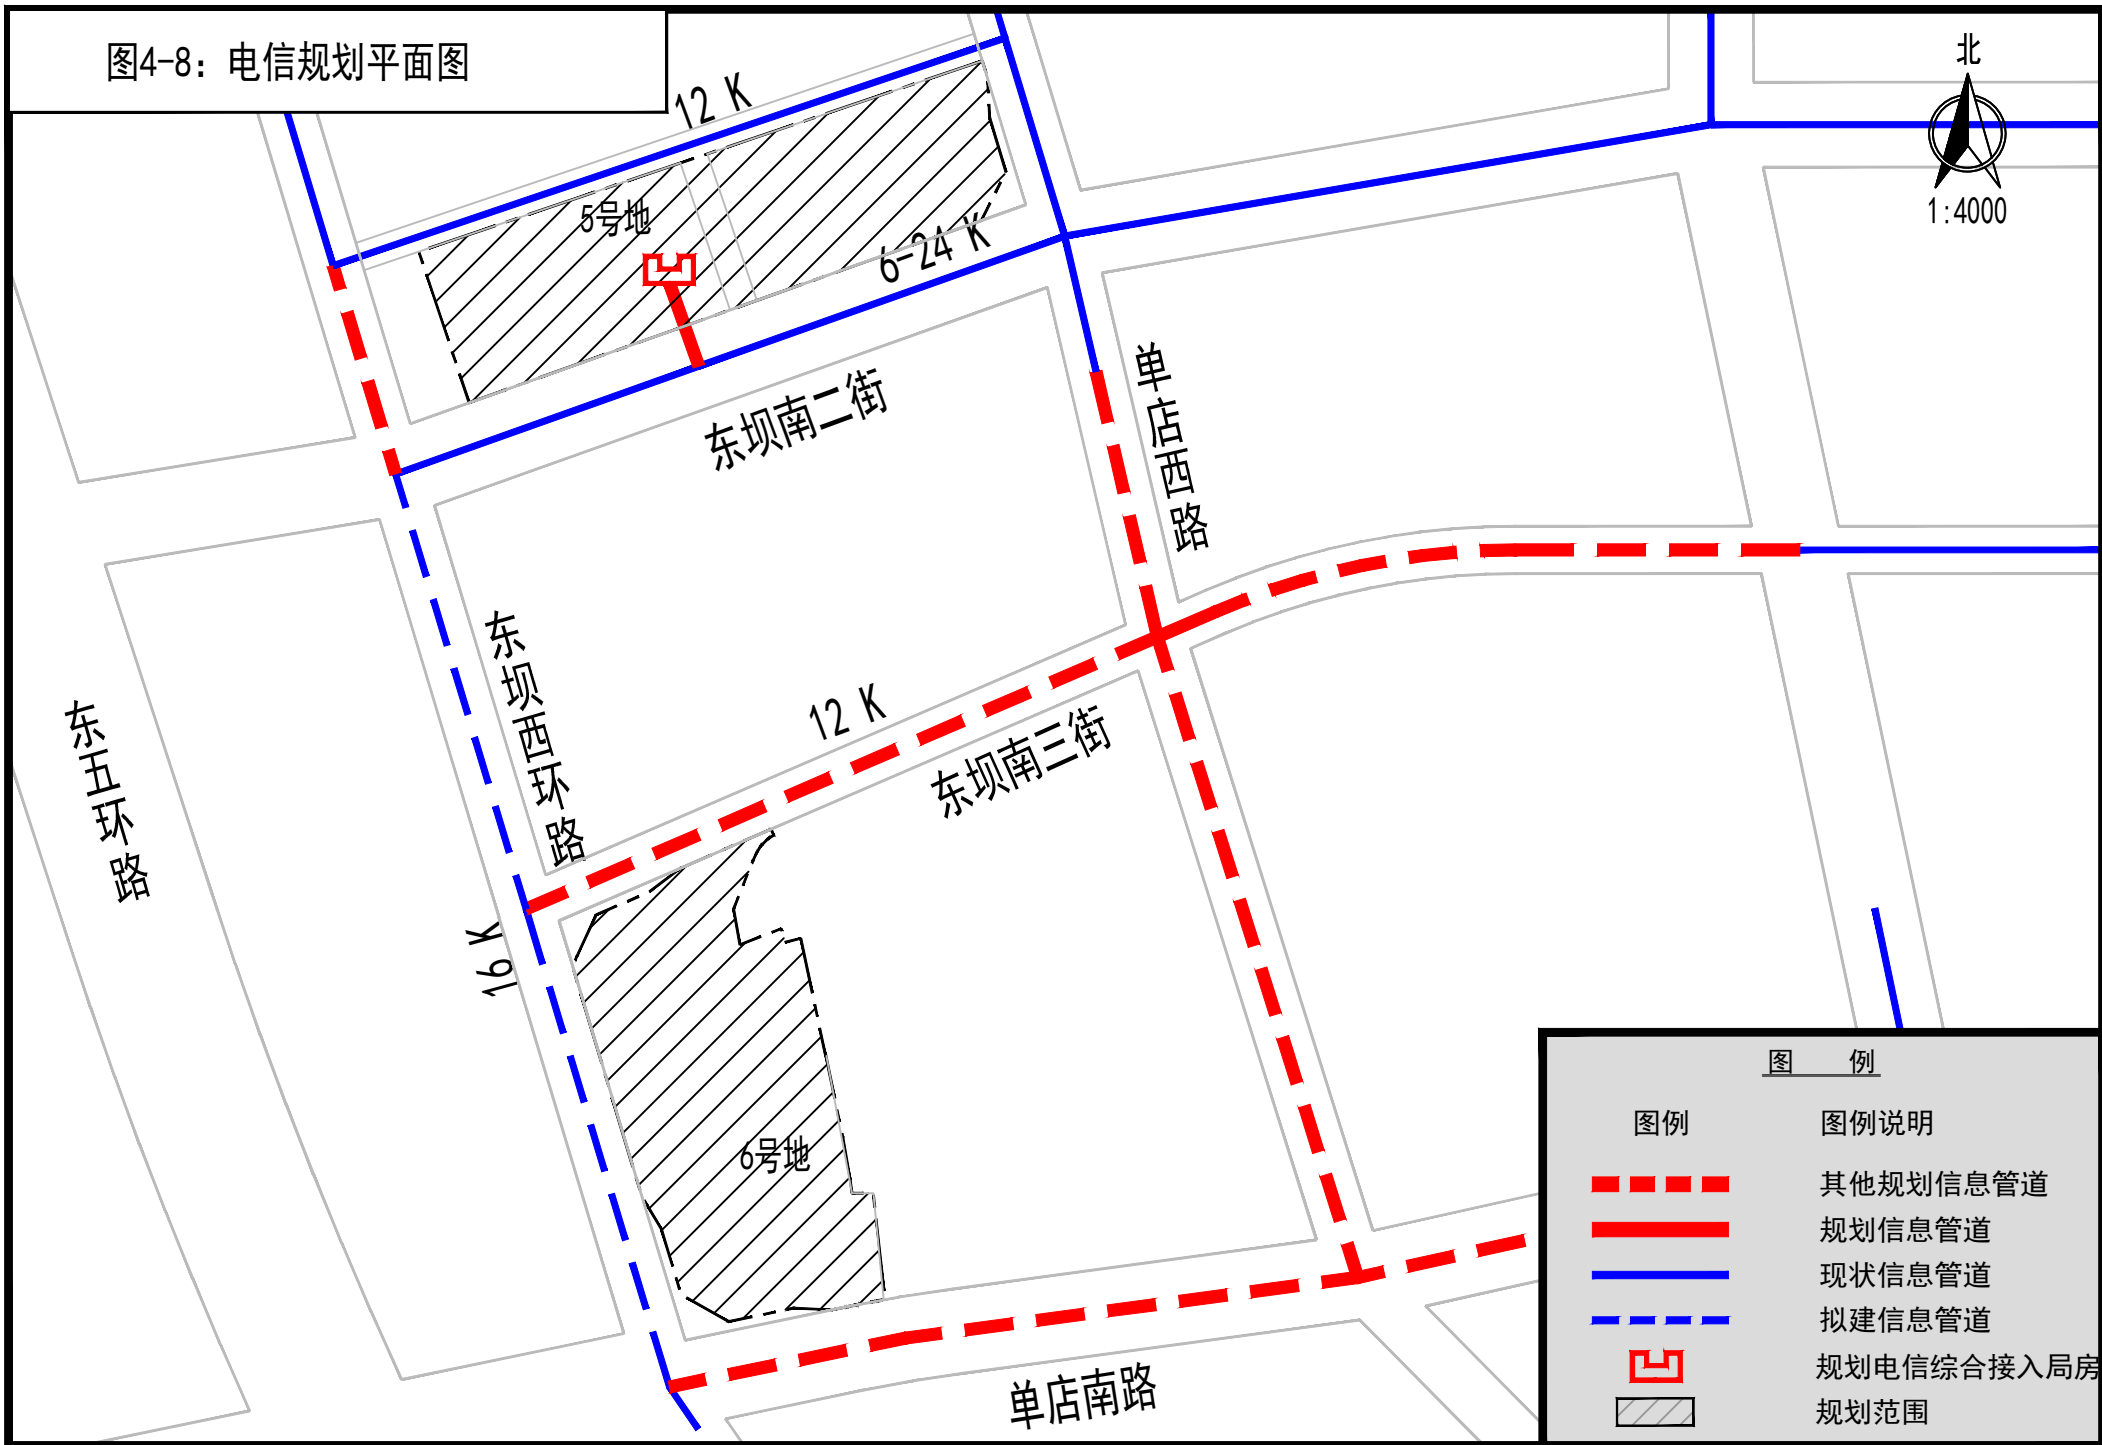 图4-8：电信规划平面图
北
1:4000
12 K
5号地
6-24 K
东坝南二街
单店西路
东坝西环路
12 K
东坝南三街
东五环路
16 K
6号地
单店南路
图 例
图例 图例说明
其他规划信息管道
规划信息管道
现状信息管道
拟建信息管道
规划电信综合接入局房
规划范围